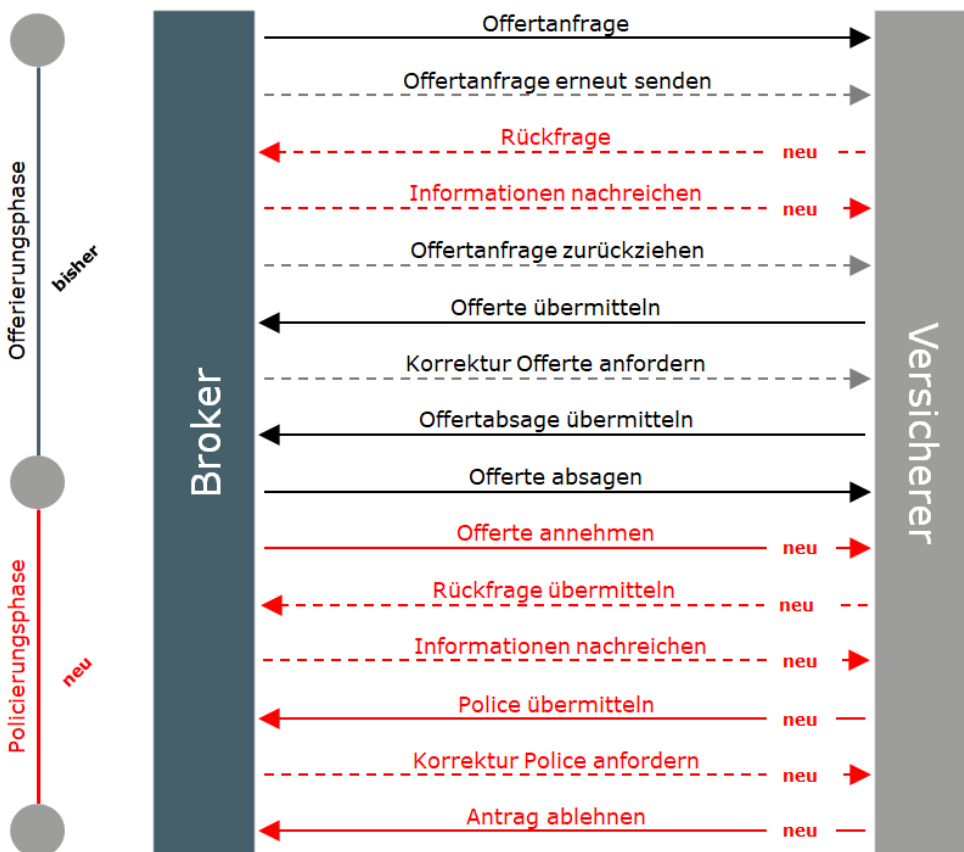 Offertanfrage
Offertanfrage erneut senden
Rückfrage
neu
Informationen nachreichen
neu
Offertanfrage zurückziehen
Offerte übermitteln
Korrektur Offerte anfordern
Offertabsage übermitteln
Offerte absagen
Offerte annehmen
neu
Rückfrage übermitteln
neu
Informationen nachreichen
neu
Police übermitteln
neu
Korrektur Police anfordern
neu
Antrag ablehnen
neu
Offerierungsphase
bisher
Policierungsphase
neu
Broker
Versicherer